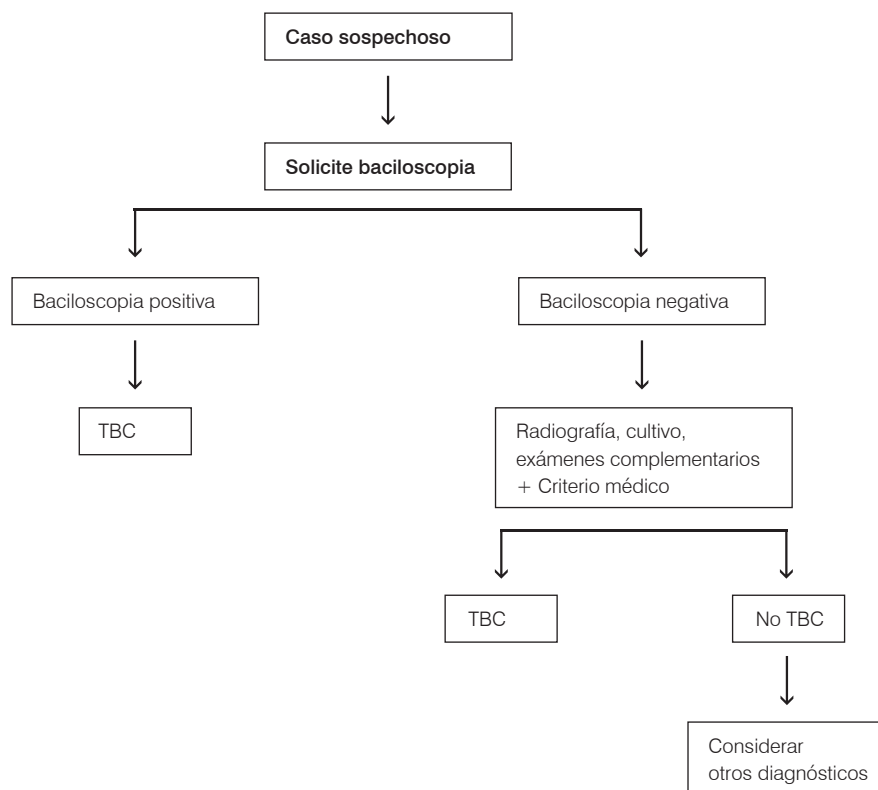 Caso sospechoso
Solicite baciloscopia
Baciloscopia positiva
Baciloscopia negativa
TBC
Radiografía, cultivo,
exámenes complementarios
+ Criterio médico
TBC
No TBC
Considerar
otros diagnósticos